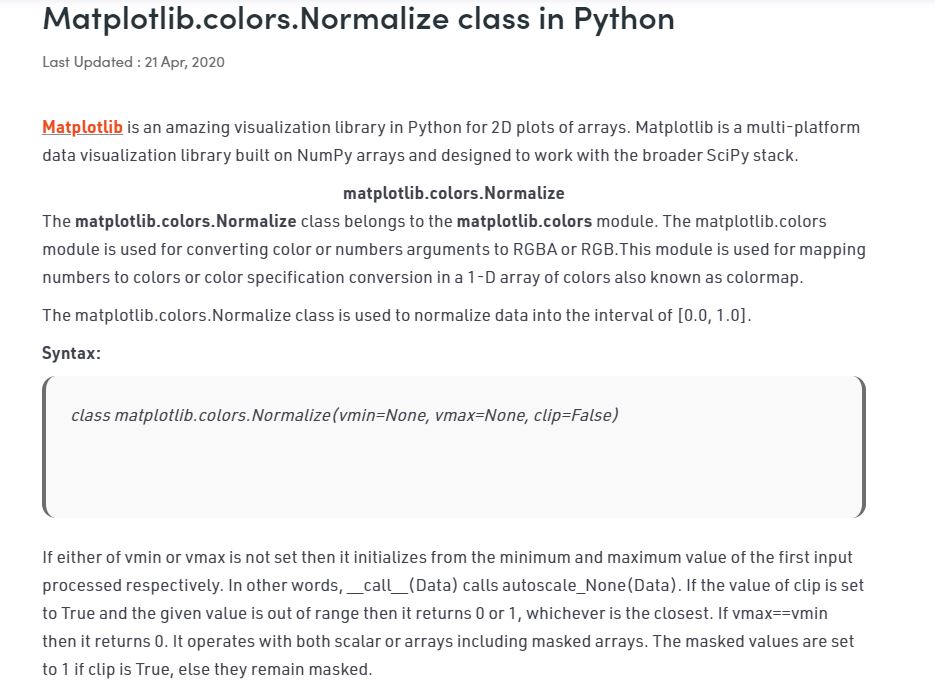 Matplotlib.colors.Normalize class in Python
Last Updated : 21 Apr, 2020
Matplotlib is an amazing visualization library in Python for 2D plots of arrays. Matplotlib is a multi-platform
data visualization library built on NumPy arrays and designed to work with the broader SciPy stack.
matplotlib.colors.Normalize
The matplotlib.colors.Normalize class belongs to the matplotlib.colors module. The matplotlib.colors
module is used for converting color or numbers arguments to RGBA or RGB.This module is used for mapping
numbers to colors or color specification conversion in a 1-D array of colors also known as colormap.
The matplotlib.colors.Normalize class is used to normalize data into the interval of [0.0, 1.0].
Syntax:
class matplotlib.colors.Normalize(vmin=None, vmax=None, clip=False)
If either of vmin or vmax is not set then it initializes from the minimum and maximum value of the first input
processed respectively. In other words, __call__(Data) calls autoscale_None(Data). If the value of clip is set
to True and the given value is out of range then it returns 0 or 1, whichever is the closest. If vmax==vmin
then it returns 0. It operates with both scalar or arrays including masked arrays. The masked values are set
to 1 if clip is True, else they remain masked.